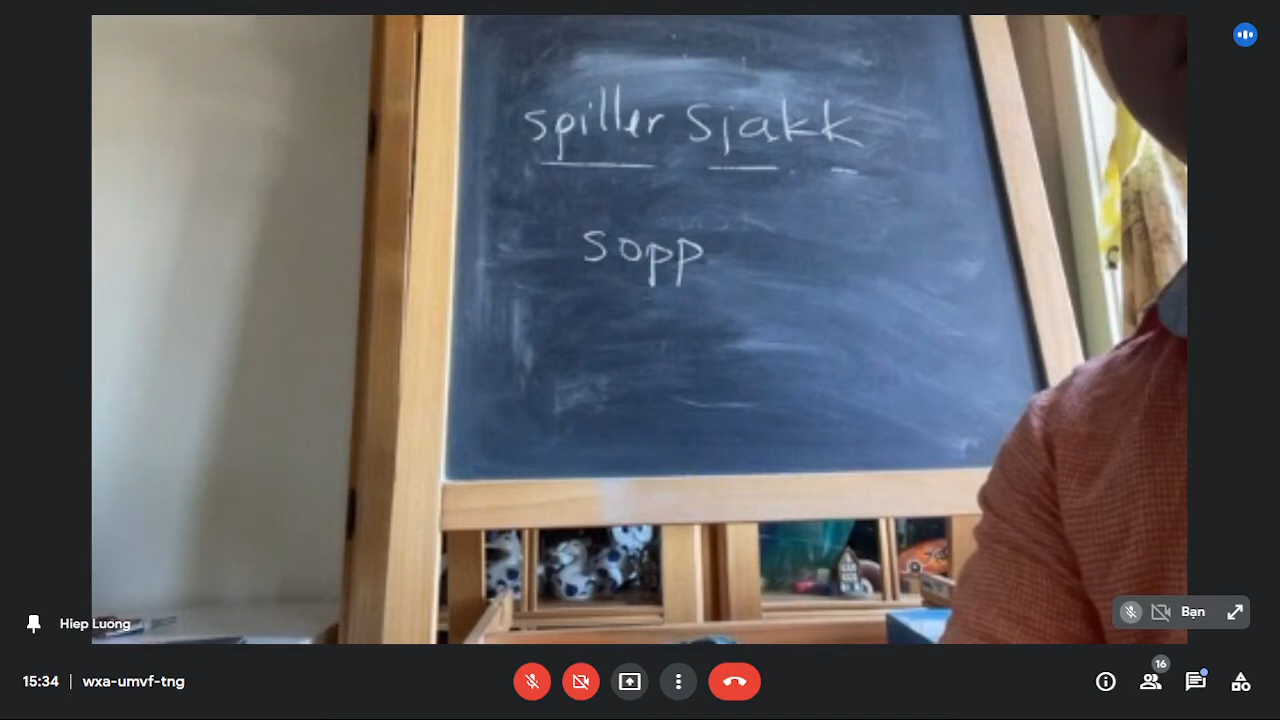 spiller sjakk
sopp
Hiep Luong
Bạn
15:34 | wxa-umvf-tng
16